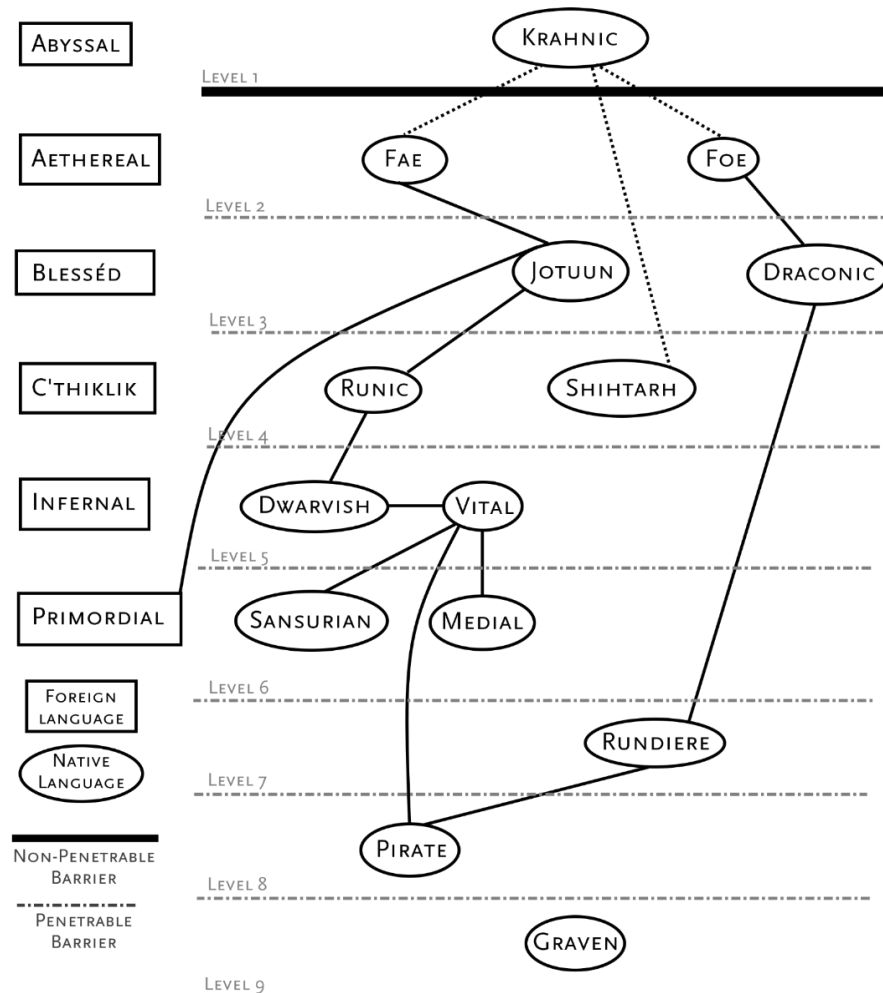 Abyssal
Krahnic
Level 1
Aethereal
Fae
Foe
Level 2
Blesséd
Jotuun
Draconic
Level 3
C'thiklik
Runic
Shihtarh
Level 4
Infernal
Dwarvish
Vital
Level 5
Primordial
Sansurian
Medial
Level 6
Foreign
language
Rundiere
Native
Language
Level 7
Pirate
Non-Penetrable
Barrier
Level 8
Penetrable
Barrier
Graven
Level 9